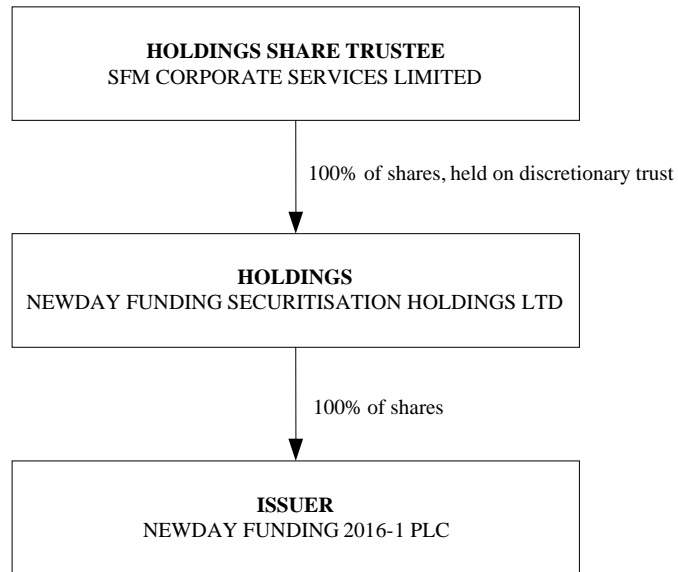 HOLDINGS SHARE TRUSTEE
SFM CORPORATE SERVICES LIMITED
100% of shares, held on discretionary trust
HOLDINGS
NEWDAY FUNDING SECURITISATION HOLDINGS LTD
100% of shares
ISSUER
NEWDAY FUNDING 2016-1 PLC